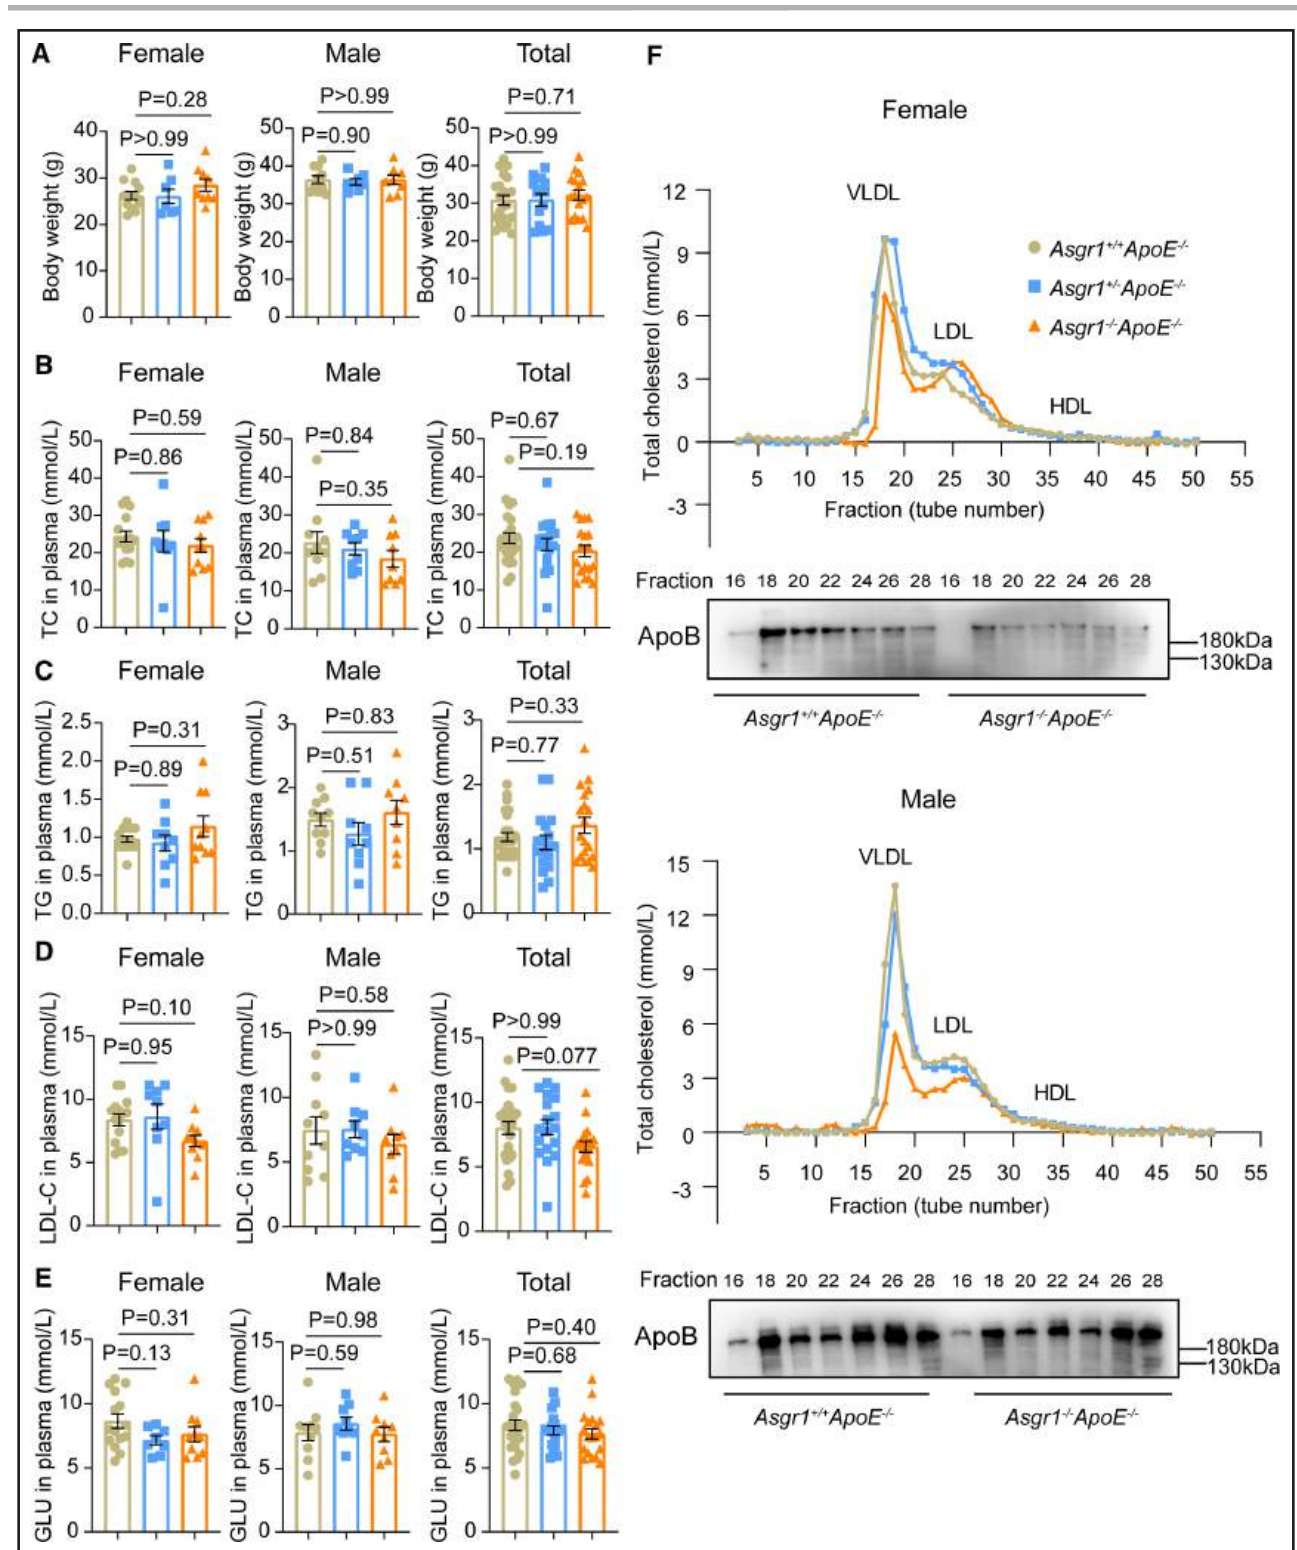 A
Female
Male
Total
P=0.28
P>0.99
Body weight (g)
40
30
20
10
0
P>0.99
P=0.90
Body weight (g)
50
40
30
20
10
0
P=0.71
P>0.99
Body weight (g)
50
40
30
20
10
0
B
Female
Male
Total
P=0.59
P=0.86
TC in plasma (mmol/L)
50
40
30
20
10
0
P=0.84
P=0.35
TC in plasma (mmol/L)
50
40
30
20
10
0
P=0.67
P=0.19
TC in plasma (mmol/L)
50
40
30
20
10
0
C
Female
Male
Total
P=0.31
P=0.89
TG in plasma (mmol/L)
2.5
2.0
1.5
1.0
0.5
0.0
P=0.83
P=0.51
TG in plasma (mmol/L)
3
2
1
0
P=0.33
P=0.77
TG in plasma (mmol/L)
3
2
1
0
D
Female
Male
Total
P=0.10
P=0.95
LDL-C in plasma (mmol/L)
15
10
5
0
P=0.58
P>0.99
LDL-C in plasma (mmol/L)
15
10
5
0
P>0.99
P=0.077
LDL-C in plasma (mmol/L)
15
10
5
0
E
Female
Male
Total
P=0.31
P=0.13
GLU in plasma (mmol/L)
15
10
5
0
P=0.98
P=0.59
GLU in plasma (mmol/L)
15
10
5
0
P=0.40
P=0.68
GLU in plasma (mmol/L)
15
10
5
0
F
Female
VLDL
LDL
HDL
Asgr1+/+ApoE-/-
Asgr1+/-ApoE-/-
Asgr1-/-ApoE-/-
Total cholesterol (mmol/L)
12
9
6
3
0
-3
5 10 15 20 25 30 35 40 45 50 55
Fraction (tube number)
Fraction 16 18 20 22 24 26 28 16 18 20 22 24 26 28
ApoB
180kDa
130kDa
Asgr1+/+ApoE-/- Asgr1-/-ApoE-/-
Male
VLDL
LDL
HDL
Total cholesterol (mmol/L)
15
12
9
6
3
0
-3
5 10 15 20 25 30 35 40 45 50 55
Fraction (tube number)
Fraction 16 18 20 22 24 26 28 16 18 20 22 24 26 28
ApoB
180kDa
130kDa
Asgr1+/+ApoE-/- Asgr1-/-ApoE-/-